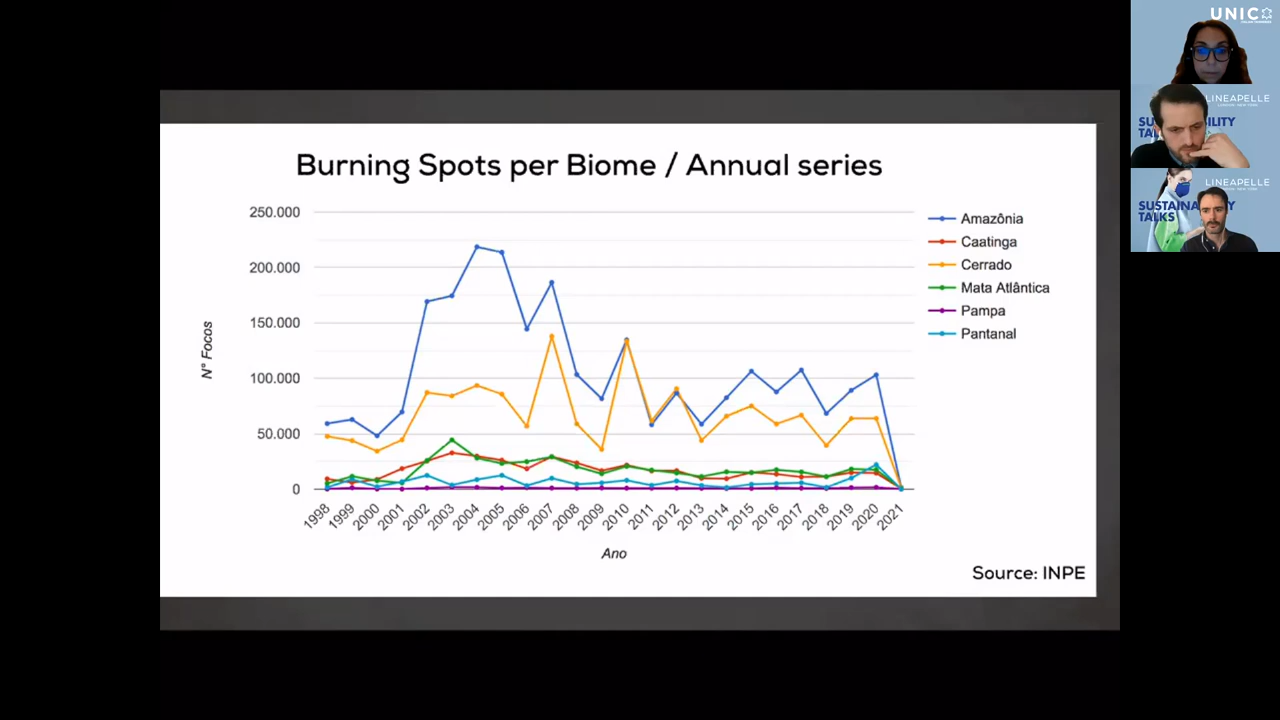 Burning Spots per Biome / Annual series
250.000
200.000
150.000
100.000
50.000
0
N° Focos
1998
1999
2000
2001
2002
2003
2004
2005
2006
2007
2008
2009
2010
2011
2012
2013
2014
2015
2016
2017
2018
2019
2020
2021
Ano
Amazônia
Caatinga
Cerrado
Mata Atlântica
Pampa
Pantanal
Source: INPE
UNIC
LINEAPELLE
LINEAPELLE
SUSTAINA Y
TALKS